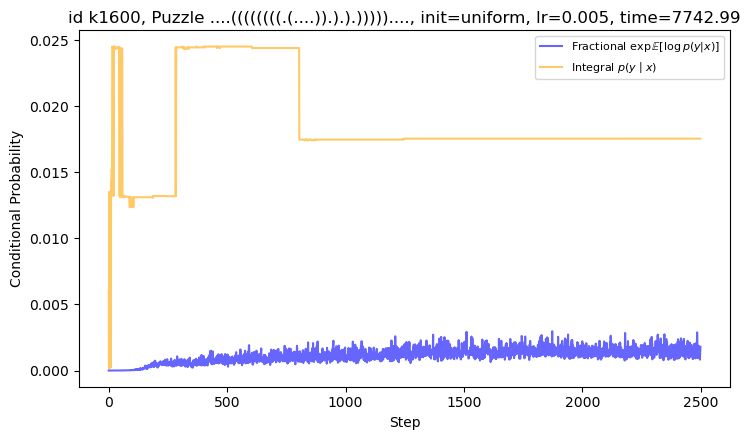 id k1600, Puzzle ....((((((((.(....)).).).)))))...., init=uniform, lr=0.005, time=7742.99
Fractional exp𝔼[log p(y|x)]
Integral p(y | x)
Conditional Probability
0.025
0.020
0.015
0.010
0.005
0.000
0 500 1000 1500 2000 2500
Step